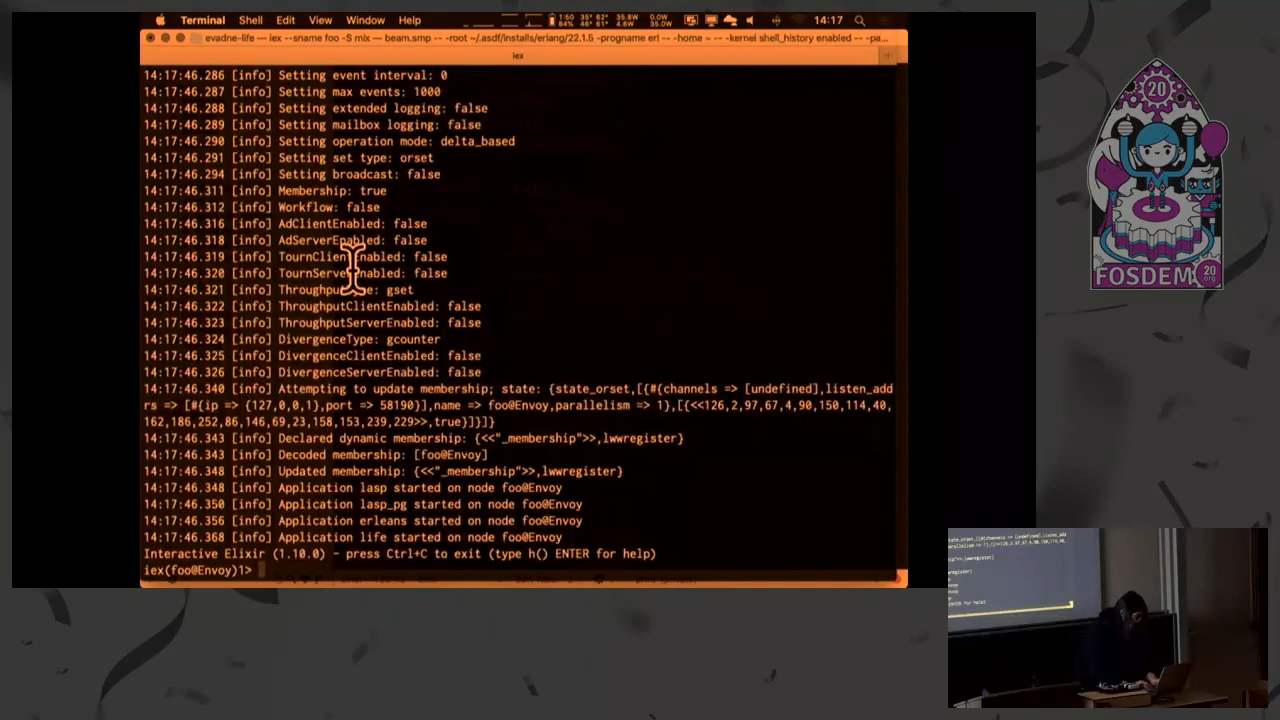 Terminal Shell Edit View Window Help
1:50 35° 62° 35.8W 0.0W
64% 46° 61° 4.6W 35.0W
14:17
evadne-life — iex --sname foo -S mix — beam.smp -- -root ~/.asdf/installs/erlang/22.1.5 -progname erl -- -home ~ -- -kernel shell_history enabled -- -pa…
iex
14:17:46.286 [info] Setting event interval: 0
14:17:46.287 [info] Setting max events: 1000
14:17:46.288 [info] Setting extended logging: false
14:17:46.289 [info] Setting mailbox logging: false
14:17:46.290 [info] Setting operation mode: delta_based
14:17:46.291 [info] Setting set type: orset
14:17:46.294 [info] Setting broadcast: false
14:17:46.311 [info] Membership: true
14:17:46.312 [info] Workflow: false
14:17:46.316 [info] AdClientEnabled: false
14:17:46.318 [info] AdServerEnabled: false
14:17:46.319 [info] TournClientEnabled: false
14:17:46.320 [info] TournServerEnabled: false
14:17:46.321 [info] ThroughputType: gset
14:17:46.322 [info] ThroughputClientEnabled: false
14:17:46.323 [info] ThroughputServerEnabled: false
14:17:46.324 [info] DivergenceType: gcounter
14:17:46.325 [info] DivergenceClientEnabled: false
14:17:46.326 [info] DivergenceServerEnabled: false
14:17:46.340 [info] Attempting to update membership; state: {state_orset,[{#{channels => [undefined],listen_add
rs => [#{ip => {127,0,0,1},port => 58190}],name => foo@Envoy,parallelism => 1},[{<<126,2,97,67,4,90,150,114,40,
162,186,252,86,146,69,23,158,153,239,229>>,true}]}]}
14:17:46.343 [info] Declared dynamic membership: {<<"_membership">>,lwwregister}
14:17:46.343 [info] Decoded membership: [foo@Envoy]
14:17:46.348 [info] Updated membership: {<<"_membership">>,lwwregister}
14:17:46.348 [info] Application lasp started on node foo@Envoy
14:17:46.350 [info] Application lasp_pg started on node foo@Envoy
14:17:46.356 [info] Application erleans started on node foo@Envoy
14:17:46.368 [info] Application life started on node foo@Envoy
Interactive Elixir (1.10.0) - press Ctrl+C to exit (type h() ENTER for help)
iex(foo@Envoy)1>
20
FOSDEM 20
.org